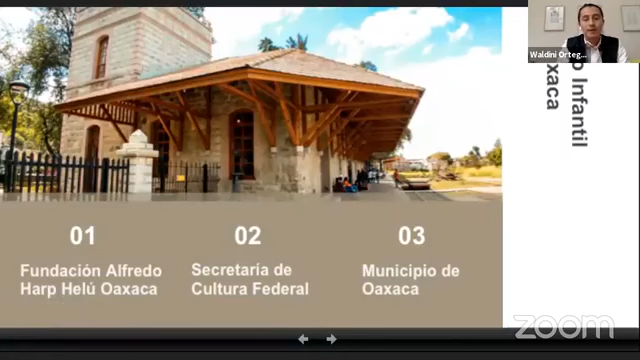 Waldini Orteg...
o Infantil
axaca
01
02
03
Fundación Alfredo
Harp Helú Oaxaca
Secretaría de
Cultura Federal
Municipio de
Oaxaca
zoom